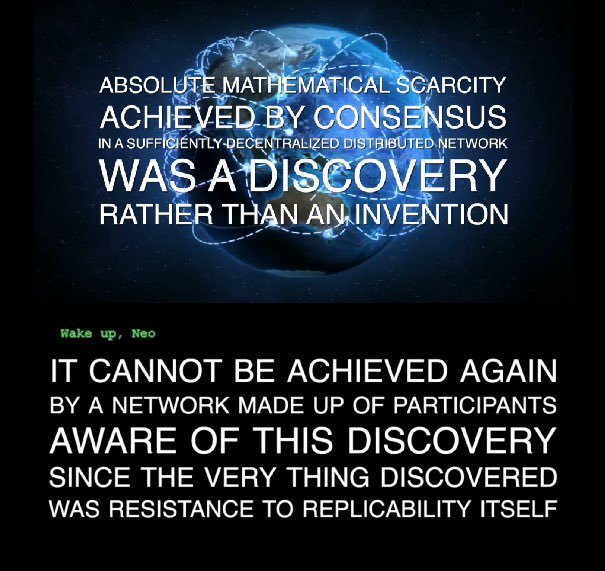 ABSOLUTE MATHEMATICAL SCARCITY
ACHIEVED BY CONSENSUS
IN A SUFFICIENTLY DECENTRALIZED DISTRIBUTED NETWORK
WAS A DISCOVERY
RATHER THAN AN INVENTION
Wake up, Neo
IT CANNOT BE ACHIEVED AGAIN
BY A NETWORK MADE UP OF PARTICIPANTS
AWARE OF THIS DISCOVERY
SINCE THE VERY THING DISCOVERED
WAS RESISTANCE TO REPLICABILITY ITSELF